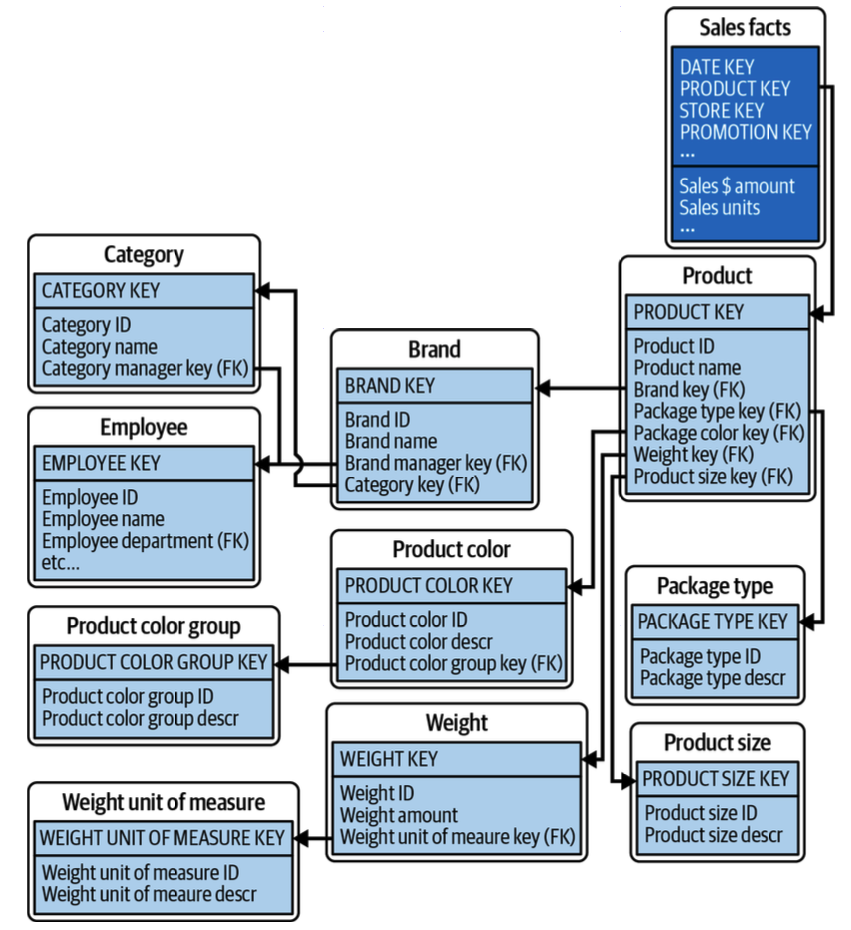 Sales facts
DATE KEY
PRODUCT KEY
STORE KEY
PROMOTION KEY
...
Sales $ amount
Sales units
...
Category
CATEGORY KEY
Category ID
Category name
Category manager key (FK)
Brand
BRAND KEY
Brand ID
Brand name
Brand manager key (FK)
Category key (FK)
Product
PRODUCT KEY
Product ID
Product name
Brand key (FK)
Package type key (FK)
Package color key (FK)
Weight key (FK)
Product size key (FK)
Employee
EMPLOYEE KEY
Employee ID
Employee name
Employee department (FK)
etc...
Product color
PRODUCT COLOR KEY
Product color ID
Product color descr
Product color group key (FK)
Package type
PACKAGE TYPE KEY
Package type ID
Package type descr
Product color group
PRODUCT COLOR GROUP KEY
Product color group ID
Product color group descr
Weight
WEIGHT KEY
Weight ID
Weight amount
Weight unit of meaure key (FK)
Product size
PRODUCT SIZE KEY
Product size ID
Product size descr
Weight unit of measure
WEIGHT UNIT OF MEASURE KEY
Weight unit of measure ID
Weight unit of meaure descr